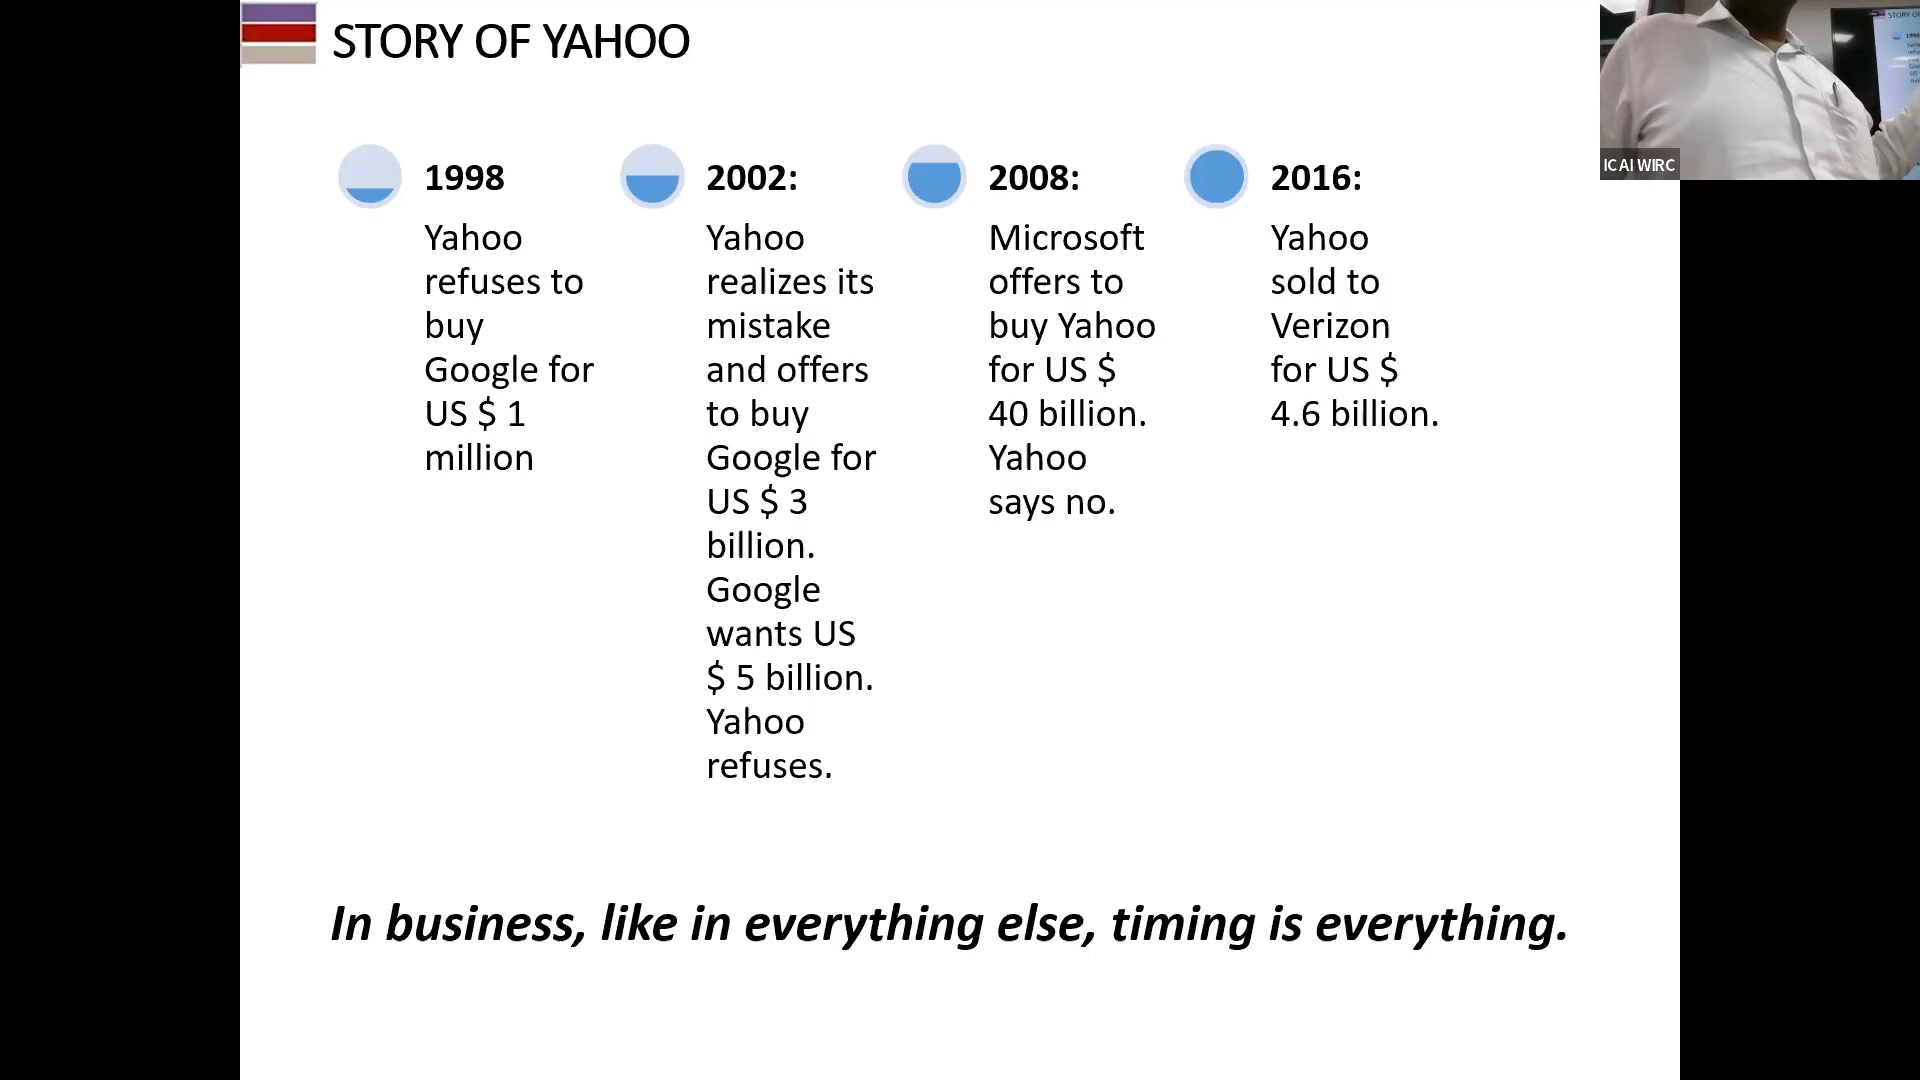 STORY OF YAHOO
1998
Yahoo
refuses to
buy
Google for
US $ 1
million
2002:
Yahoo
realizes its
mistake
and offers
to buy
Google for
US $ 3
billion.
Google
wants US
$ 5 billion.
Yahoo
refuses.
2008:
Microsoft
offers to
buy Yahoo
for US $
40 billion.
Yahoo
says no.
2016:
Yahoo
sold to
Verizon
for US $
4.6 billion.
In business, like in everything else, timing is everything.
ICAI WIRC